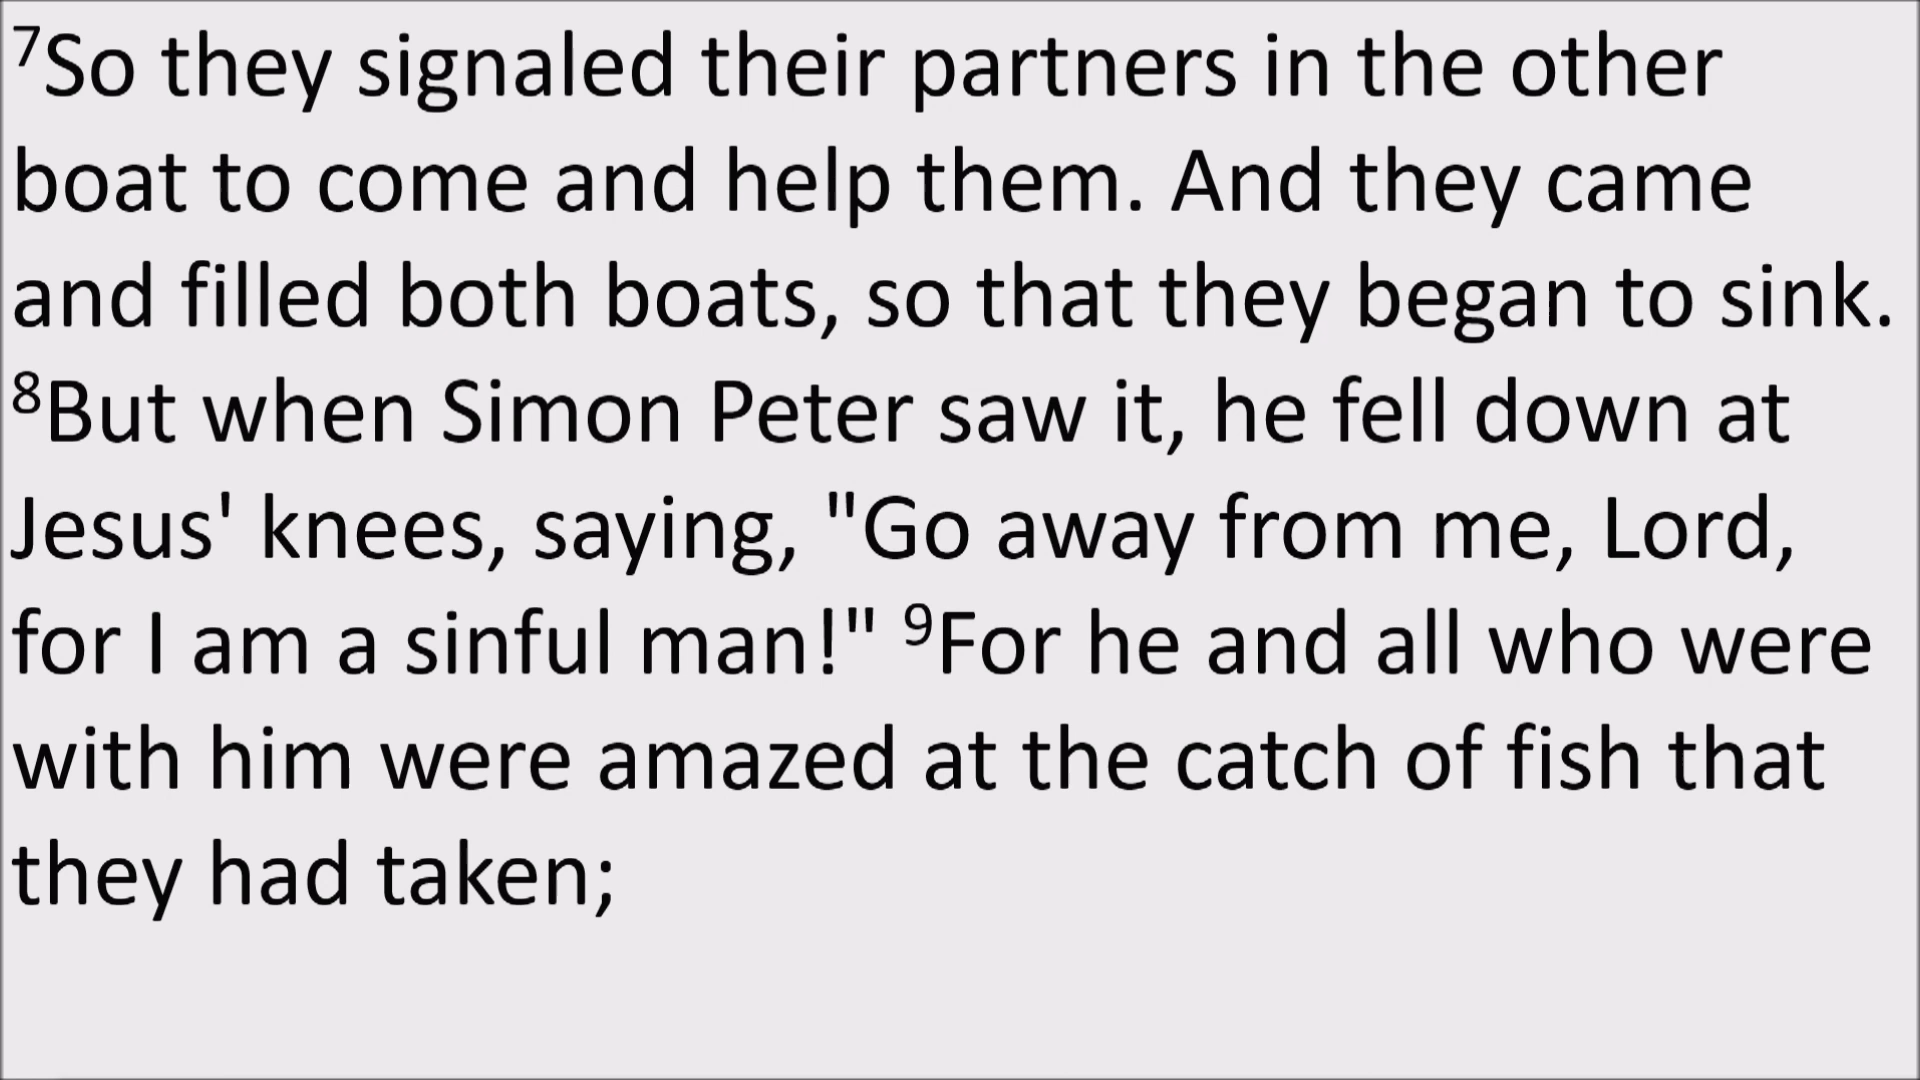 ⁷So they signaled their partners in the other
boat to come and help them. And they came
and filled both boats, so that they began to sink.
⁸But when Simon Peter saw it, he fell down at
Jesus' knees, saying, "Go away from me, Lord,
for I am a sinful man!" ⁹For he and all who were
with him were amazed at the catch of fish that
they had taken;